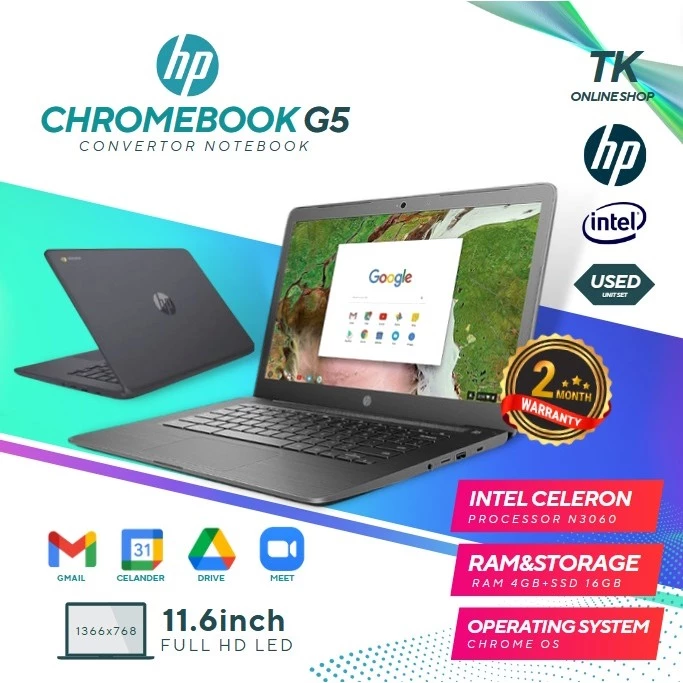 hp
CHROMEBOOK G5
CONVERTOR NOTEBOOK
TK
ONLINE SHOP
hp
intel
USED
UNIT SET
Google
2
MONTH
WARRANTY
INTEL CELERON
PROCESSOR N3060
RAM&STORAGE
RAM 4GB+SSD 16GB
OPERATING SYSTEM
CHROME OS
31
GMAIL
CELANDER
DRIVE
MEET
1366x768
11.6inch
FULL HD LED